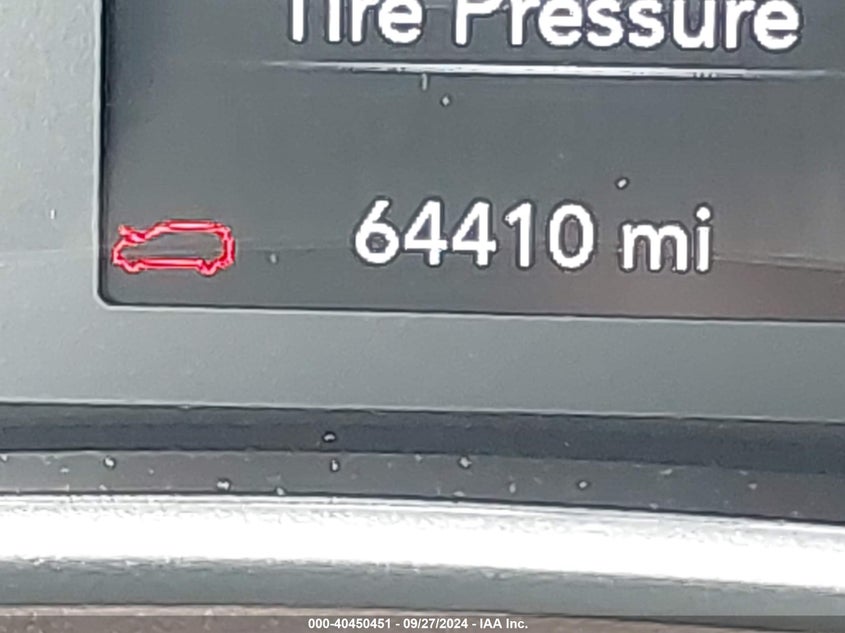 Tire Pressure
64410 mi
000-40450451 - 09/27/2024 - IAA Inc.